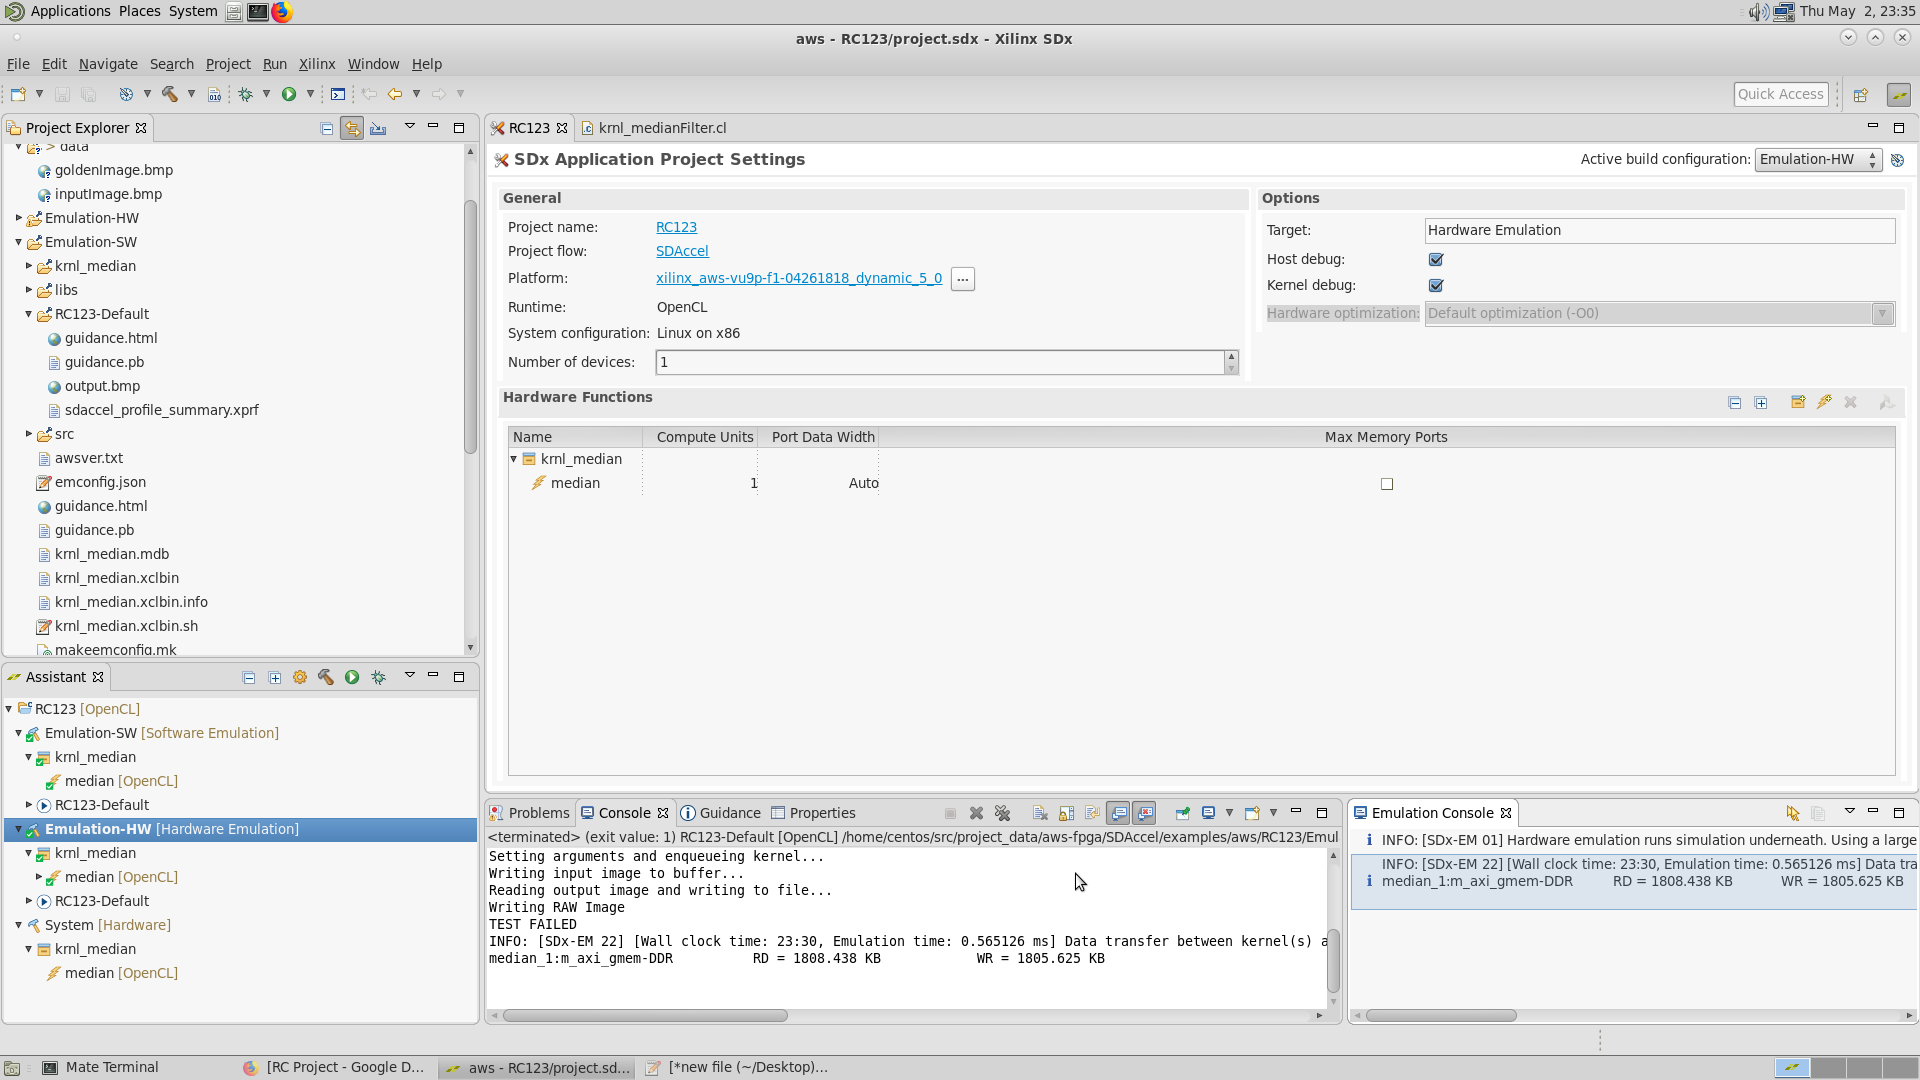 Applications Places System
Thu May 2, 23:35
aws - RC123/project.sdx - Xilinx SDx
File Edit Navigate Search Project Run Xilinx Window Help
Quick Access
Project Explorer
> data
goldenImage.bmp
inputImage.bmp
Emulation-HW
Emulation-SW
krnl_median
libs
RC123-Default
guidance.html
guidance.pb
output.bmp
sdaccel_profile_summary.xprf
src
awsver.txt
emconfig.json
guidance.html
guidance.pb
krnl_median.mdb
krnl_median.xclbin
krnl_median.xclbin.info
krnl_median.xclbin.sh
makeemconfig.mk
Assistant
RC123 [OpenCL]
Emulation-SW [Software Emulation]
krnl_median
median [OpenCL]
RC123-Default
Emulation-HW [Hardware Emulation]
krnl_median
median [OpenCL]
RC123-Default
System [Hardware]
krnl_median
median [OpenCL]
RC123 krnl_medianFilter.cl
SDx Application Project Settings
Active build configuration: Emulation-HW
General
Project name: RC123
Project flow: SDAccel
Platform: xilinx_aws-vu9p-f1-04261818_dynamic_5_0 ...
Runtime: OpenCL
System configuration: Linux on x86
Number of devices: 1
Options
Target: Hardware Emulation
Host debug:
Kernel debug:
Hardware optimization: Default optimization (-O0)
Hardware Functions
Name Compute Units Port Data Width Max Memory Ports
krnl_median
median 1 Auto
Problems Console Guidance Properties
<terminated> (exit value: 1) RC123-Default [OpenCL] /home/centos/src/project_data/aws-fpga/SDAccel/examples/aws/RC123/Emul
Setting arguments and enqueueing kernel...
Writing input image to buffer...
Reading output image and writing to file...
Writing RAW Image
TEST FAILED
INFO: [SDx-EM 22] [Wall clock time: 23:30, Emulation time: 0.565126 ms] Data transfer between kernel(s) a
median_1:m_axi_gmem-DDR RD = 1808.438 KB WR = 1805.625 KB
Emulation Console
INFO: [SDx-EM 01] Hardware emulation runs simulation underneath. Using a large
INFO: [SDx-EM 22] [Wall clock time: 23:30, Emulation time: 0.565126 ms] Data tra
median_1:m_axi_gmem-DDR RD = 1808.438 KB WR = 1805.625 KB
Mate Terminal
[RC Project - Google D...
aws - RC123/project.sd...
[*new file (~/Desktop)...